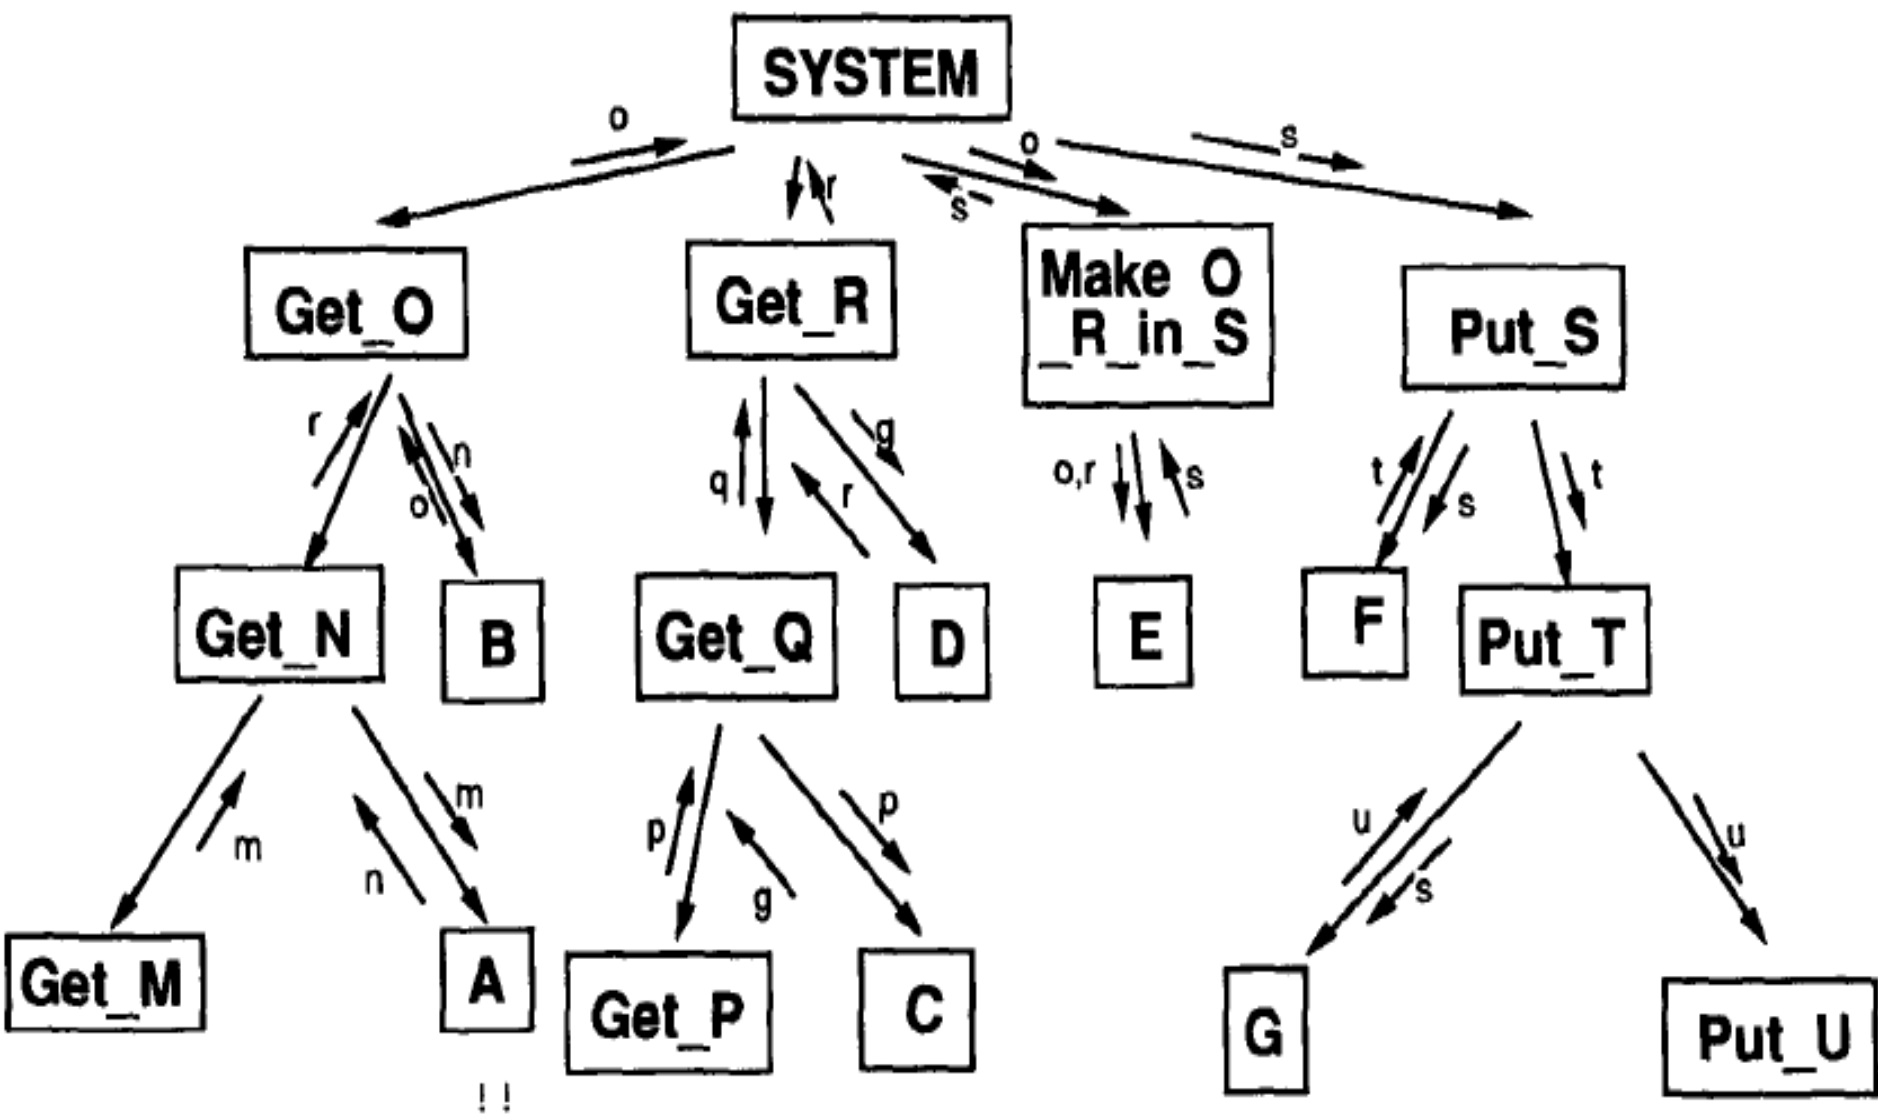 SYSTEM
o
r
o
s
s
Get_O
Get_R
Make O
_R_in_S
Put_S
r
n
o
q
g
r
o,r
s
t
s
t
Get_N
B
Get_Q
D
E
F
Put_T
m
m
n
p
p
g
u
s
u
Get_M
A
Get_P
C
G
Put_U
! !